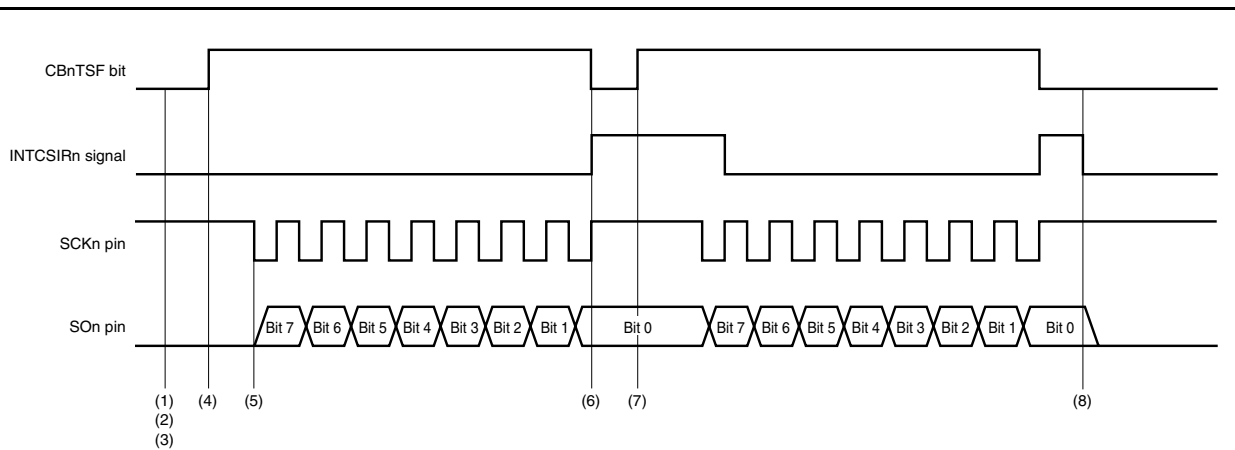 CBnTSF bit
INTCSIRn signal
SCKn pin
SOn pin
Bit 7 Bit 6 Bit 5 Bit 4 Bit 3 Bit 2 Bit 1 Bit 0 Bit 7 Bit 6 Bit 5 Bit 4 Bit 3 Bit 2 Bit 1 Bit 0
(1) (4) (5) (6) (7) (8)
(2)
(3)